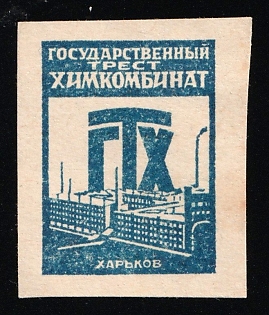 ГОСУДАРСТВЕННЫЙ
ТРЕСТ
ХИМКОМБИНАТ
ГТХ
ХАРЬКОВ